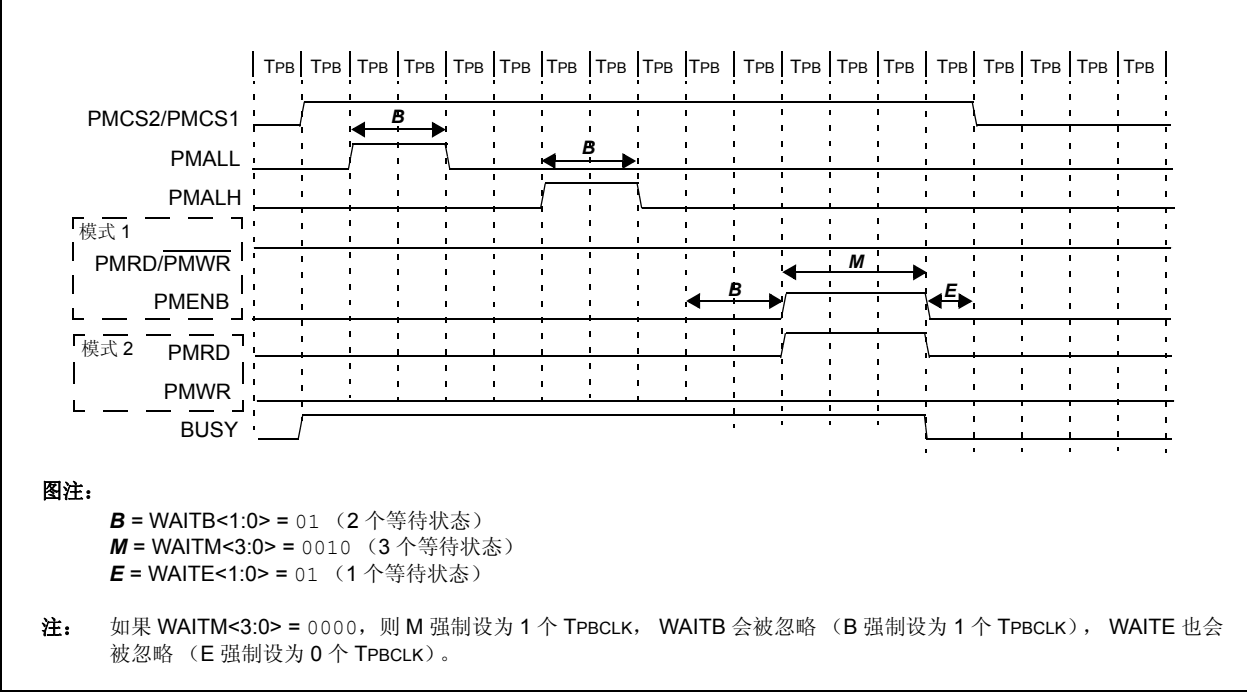 TPB TPB TPB TPB TPB TPB TPB TPB TPB TPB TPB TPB TPB TPB TPB TPB TPB TPB TPB
PMCS2/PMCS1
B
PMALL
B
PMALH
模式 1
PMRD/PMWR
M
PMENB
B
E
模式 2
PMRD
PMWR
BUSY
图注：
B = WAITB<1:0> = 01 （2 个等待状态）
M = WAITM<3:0> = 0010 （3 个等待状态）
E = WAITE<1:0> = 01 （1 个等待状态）
注： 如果 WAITM<3:0> = 0000，则 M 强制设为 1 个 TPBCLK， WAITB 会被忽略 （B 强制设为 1 个 TPBCLK）， WAITE 也会
被忽略 （E 强制设为 0 个 TPBCLK）。